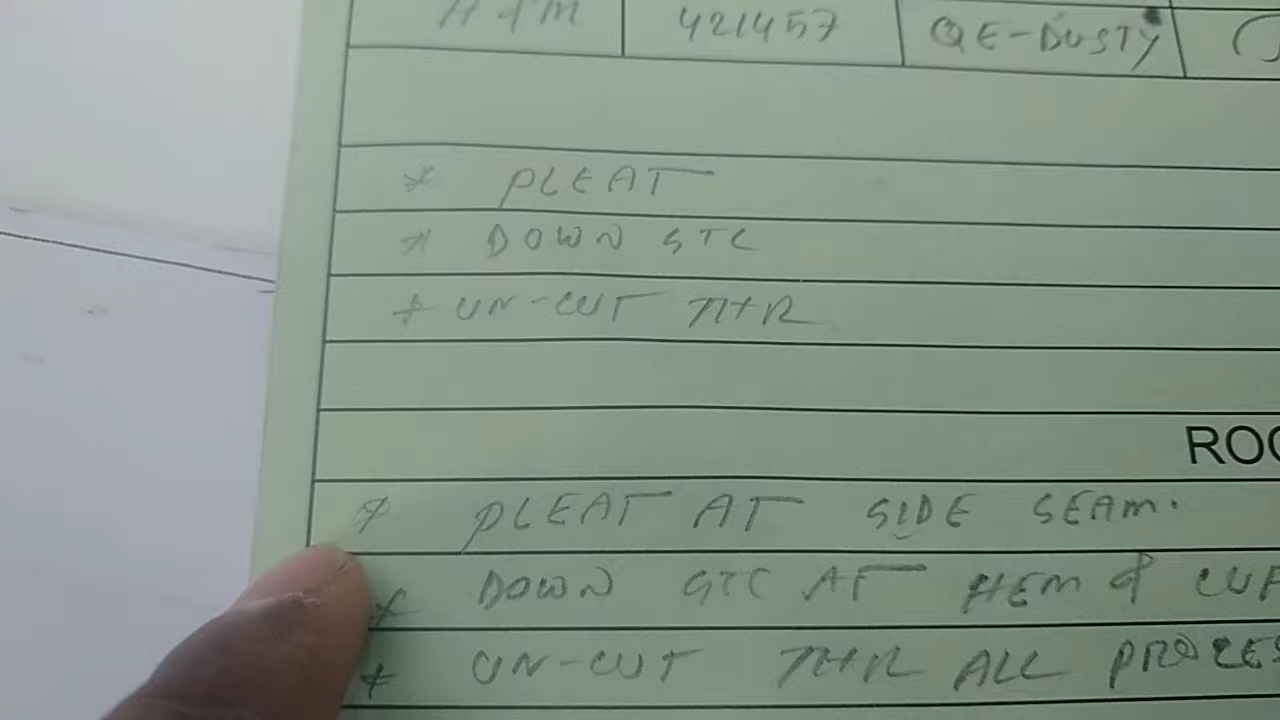 H & M 421457 QE-DUSTY
* PLEAT
* DOWN STC
* UN-CUT THR
ROO
* PLEAT AT SIDE SEAM.
* DOWN STC AT HEM & CUF
* UN-CUT THR ALL PROCES